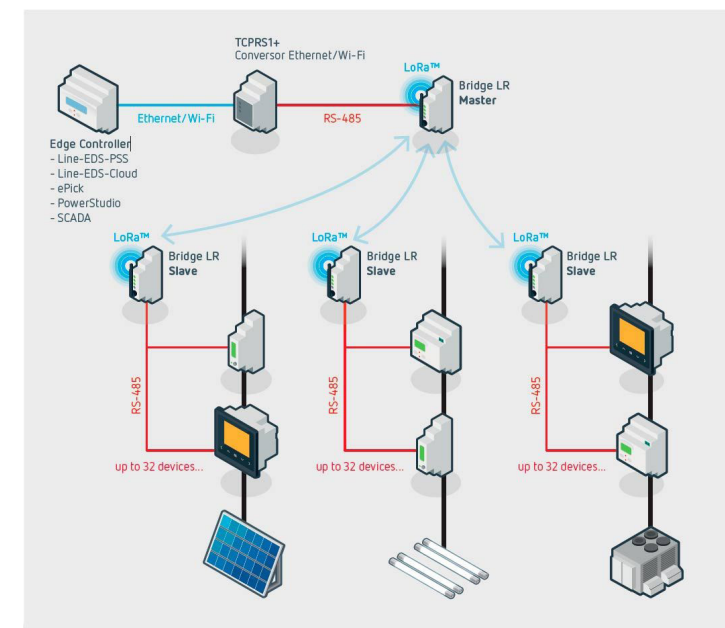 TCPRS1+
Conversor Ethernet/Wi-Fi
LoRa™
Bridge LR
Master
Ethernet/Wi-Fi
RS-485
Edge Controller
- Line-EDS-PSS
- Line-EDS-Cloud
- ePick
- PowerStudio
- SCADA
LoRa™
Bridge LR
Slave
LoRa™
Bridge LR
Slave
LoRa™
Bridge LR
Slave
RS-485
RS-485
RS-485
up to 32 devices...
up to 32 devices...
up to 32 devices...